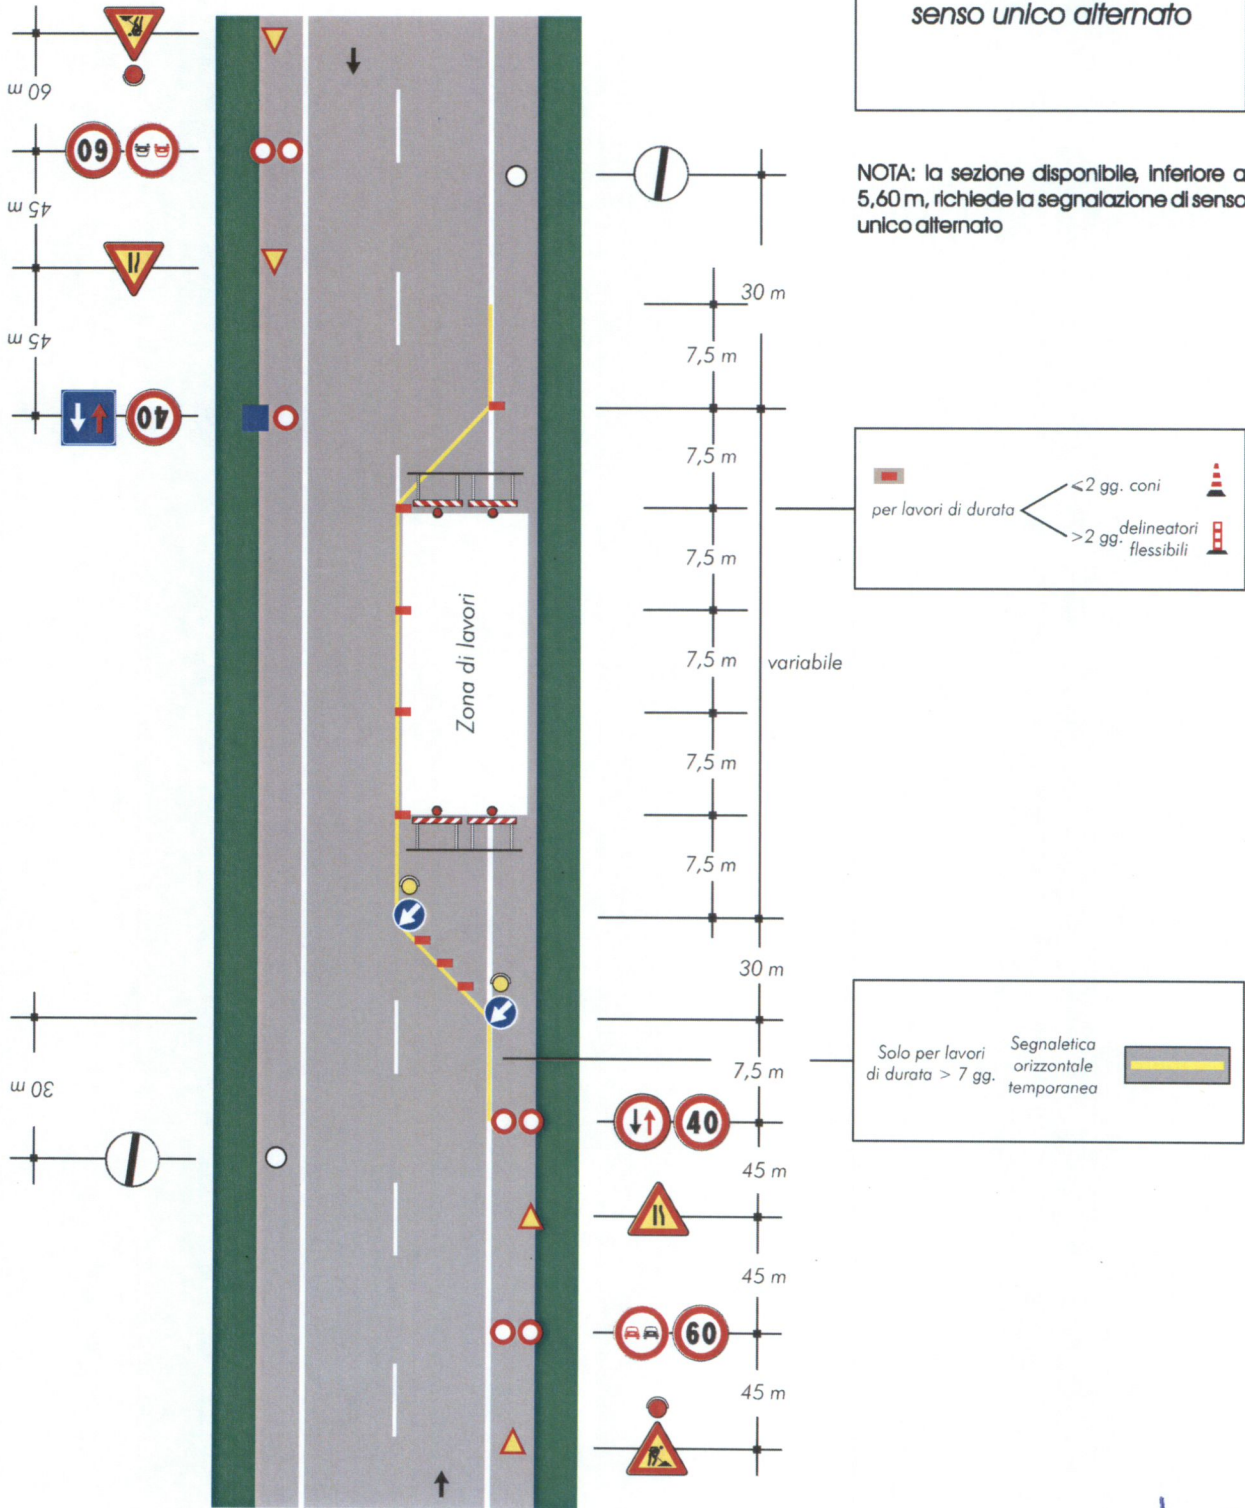 senso unico alternato
NOTA: la sezione disponibile, inferiore a
5,60 m, richiede la segnalazione di senso
unico alternato
60 m
60
45 m
45 m
40
30 m
7,5 m
7,5 m
7,5 m
7,5 m
variabile
7,5 m
7,5 m
Zona di lavori
per lavori di durata
≤2 gg. coni
>2 gg. delineatori
flessibili
30 m
7,5 m
Solo per lavori
di durata > 7 gg.
Segnaletica
orizzontale
temporanea
30 m
40
45 m
45 m
60
45 m